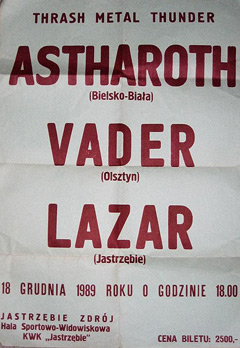 THRASH METAL THUNDER
ASTHAROTH
(Bielsko-Biała)
VADER
(Olsztyn)
LAZAR
(Jastrzębie)
18 GRUDNIA 1989 ROKU O GODZINIE 18.00
JASTRZĘBIE ZDRÓJ
Hala Sportowo-Widowiskowa
KWK „Jastrzębie"
CENA BILETU: 2500,-